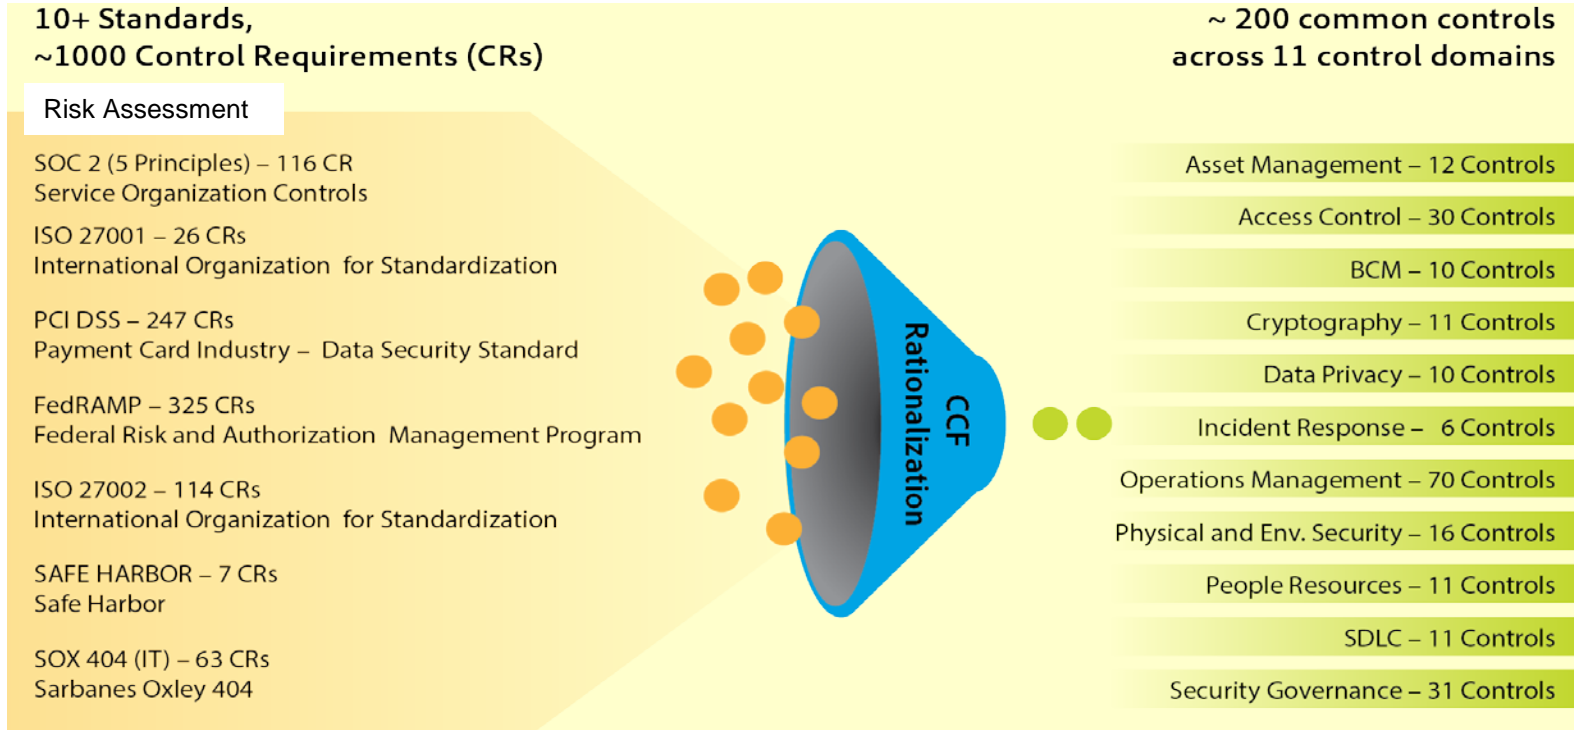 10+ Standards,
~1000 Control Requirements (CRs)
Risk Assessment
SOC 2 (5 Principles) – 116 CR
Service Organization Controls
ISO 27001 – 26 CRs
International Organization for Standardization
PCI DSS – 247 CRs
Payment Card Industry – Data Security Standard
FedRAMP – 325 CRs
Federal Risk and Authorization Management Program
ISO 27002 – 114 CRs
International Organization for Standardization
SAFE HARBOR – 7 CRs
Safe Harbor
SOX 404 (IT) – 63 CRs
Sarbanes Oxley 404
CCF
Rationalization
~ 200 common controls
across 11 control domains
Asset Management – 12 Controls
Access Control – 30 Controls
BCM – 10 Controls
Cryptography – 11 Controls
Data Privacy – 10 Controls
Incident Response – 6 Controls
Operations Management – 70 Controls
Physical and Env. Security – 16 Controls
People Resources – 11 Controls
SDLC – 11 Controls
Security Governance – 31 Controls